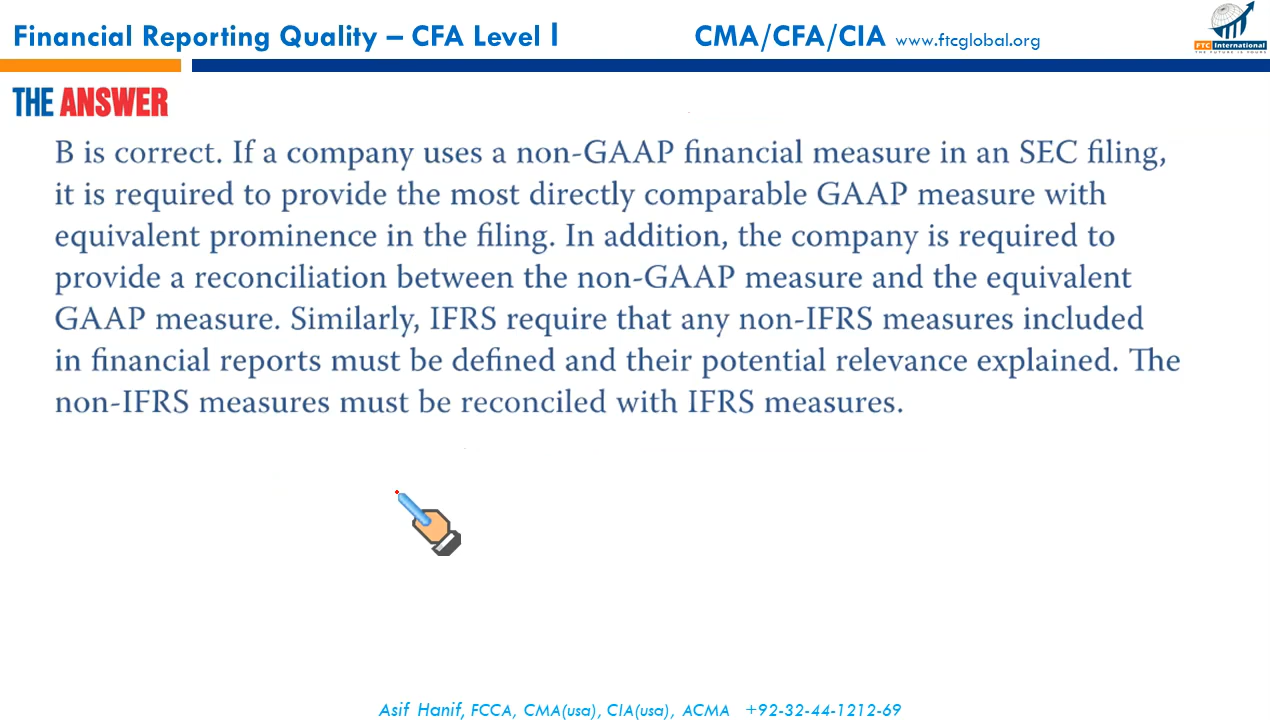 Financial Reporting Quality – CFA Level I
CMA/CFA/CIA www.ftcglobal.org
FTC International
THE FUTURE IS YOURS
THE ANSWER
B is correct. If a company uses a non-GAAP financial measure in an SEC filing,
it is required to provide the most directly comparable GAAP measure with
equivalent prominence in the filing. In addition, the company is required to
provide a reconciliation between the non-GAAP measure and the equivalent
GAAP measure. Similarly, IFRS require that any non-IFRS measures included
in financial reports must be defined and their potential relevance explained. The
non-IFRS measures must be reconciled with IFRS measures.
Asif Hanif, FCCA, CMA(usa), CIA(usa), ACMA +92-32-44-1212-69